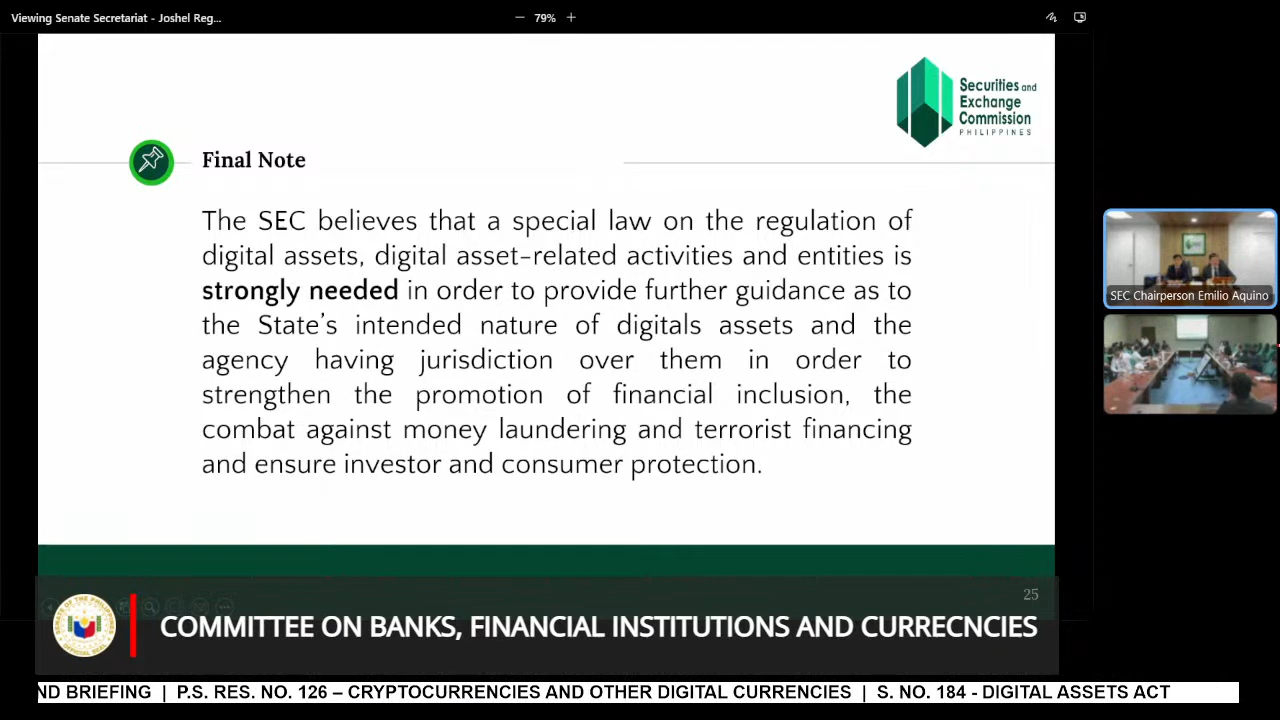 Viewing Senate Secretariat - Joshel Reg...
79%
Securities and
Exchange
Commission
PHILIPPINES
Final Note
The SEC believes that a special law on the regulation of
digital assets, digital asset-related activities and entities is
strongly needed in order to provide further guidance as to
the State's intended nature of digitals assets and the
agency having jurisdiction over them in order to
strengthen the promotion of financial inclusion, the
combat against money laundering and terrorist financing
and ensure investor and consumer protection.
SEC Chairperson Emilio Aquino
25
COMMITTEE ON BANKS, FINANCIAL INSTITUTIONS AND CURRECNCIES
ND BRIEFING | P.S. RES. NO. 126 – CRYPTOCURRENCIES AND OTHER DIGITAL CURRENCIES | S. NO. 184 - DIGITAL ASSETS ACT